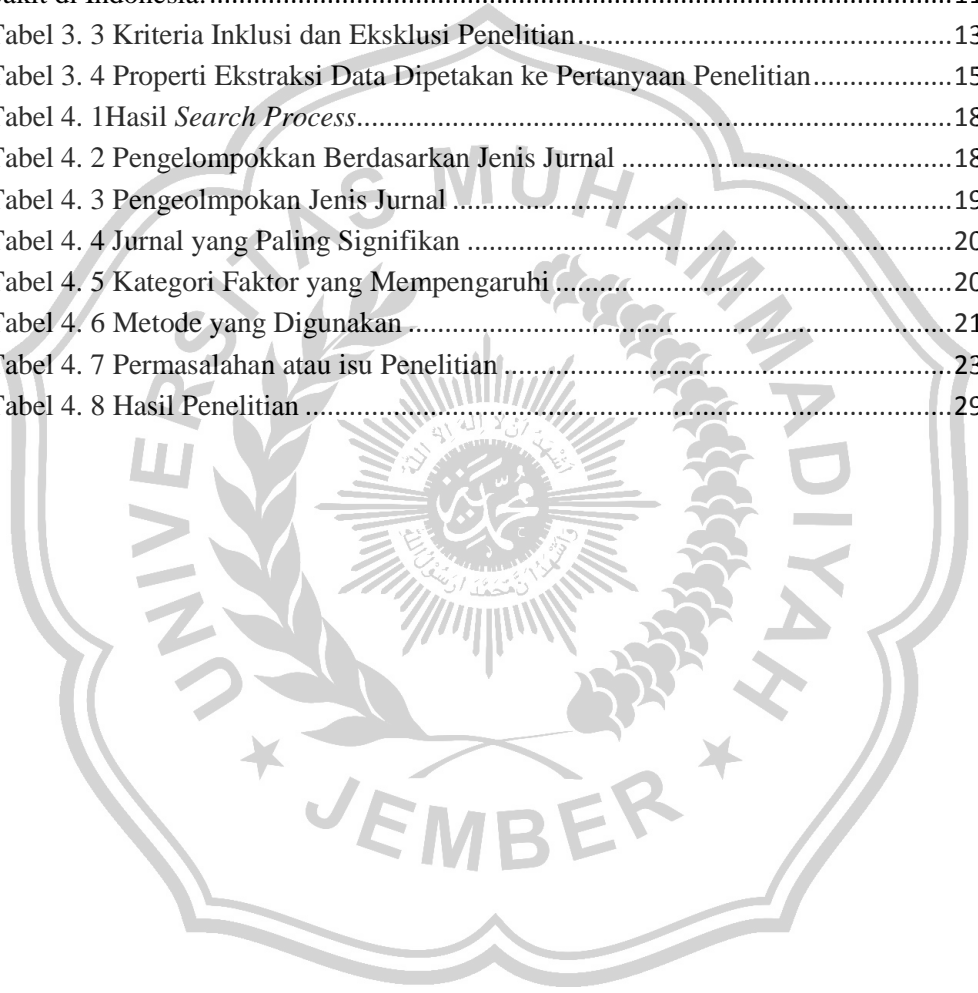 di Indonesia.......................................................11
Tabel 3. 3 Kriteria Inklusi dan Eksklusi Penelitian.......................................................13
Tabel 3. 4 Properti Ekstraksi Data Dipetakan ke Pertanyaan Penelitian.......................15
Tabel 4. 1Hasil Search Process.......................................................18
Tabel 4. 2 Pengelompokkan Berdasarkan Jenis Jurnal .......................................................18
Tabel 4. 3 Pengeolmpokan Jenis Jurnal .......................................................19
Tabel 4. 4 Jurnal yang Paling Signifikan .......................................................20
Tabel 4. 5 Kategori Faktor yang Mempengaruhi .......................................................20
Tabel 4. 6 Metode yang Digunakan .......................................................21
Tabel 4. 7 Permasalahan atau isu Penelitian .......................................................23
Tabel 4. 8 Hasil Penelitian .......................................................29
UNIVERSITAS MUHAMMADIYAH
JEMBER